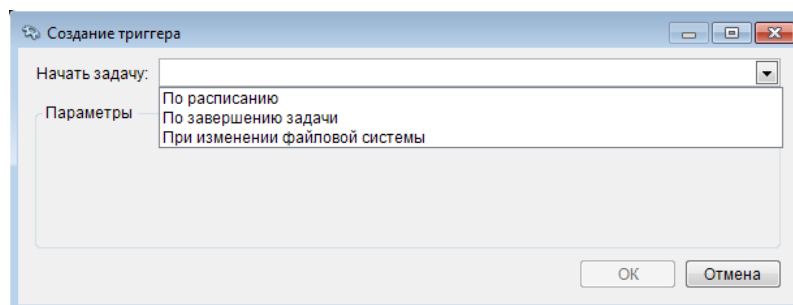 Создание триггера
Начать задачу:
По расписанию
Параметры
По завершению задачи
При изменении файловой системы
ОК
Отмена